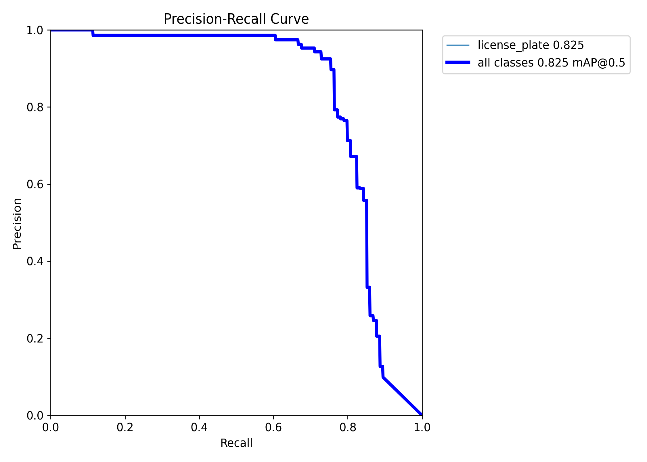 Precision-Recall Curve
license_plate 0.825
all classes 0.825 mAP@0.5
1.0
0.8
0.6
0.4
0.2
0.0
Precision
0.0 0.2 0.4 0.6 0.8 1.0
Recall